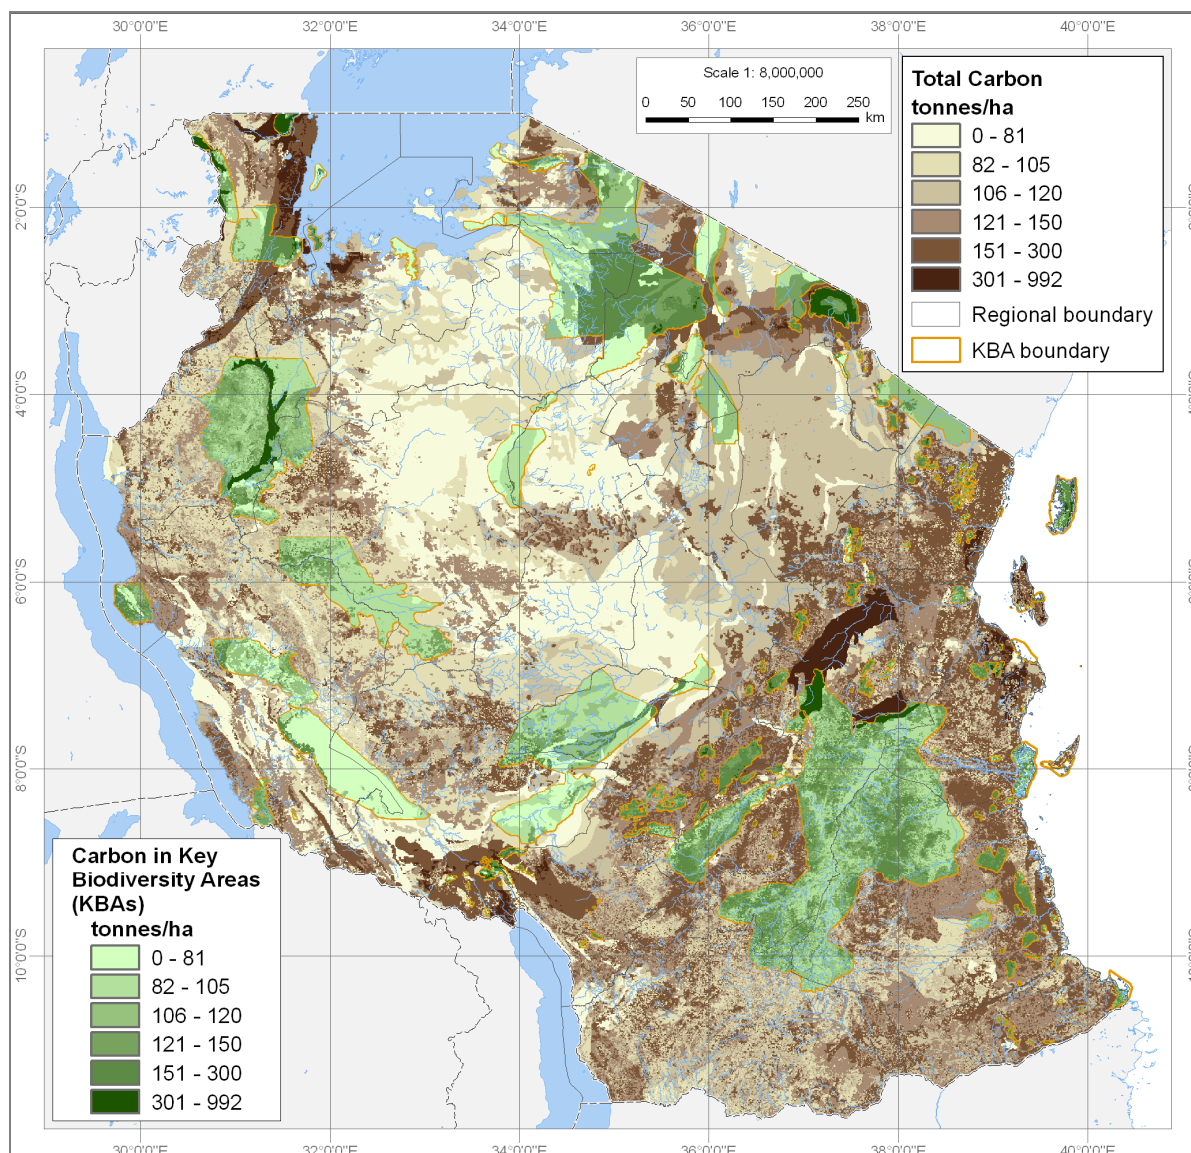 30°0'0"E 32°0'0"E 34°0'0"E 36°0'0"E 38°0'0"E 40°0'0"E
Scale 1: 8,000,000
0 50 100 150 200 250
km
Total Carbon
tonnes/ha
0 - 81
82 - 105
106 - 120
121 - 150
151 - 300
301 - 992
Regional boundary
KBA boundary
2°0'0"S
4°0'0"S
6°0'0"S
8°0'0"S
10°0'0"S
Carbon in Key
Biodiversity Areas
(KBAs)
tonnes/ha
0 - 81
82 - 105
106 - 120
121 - 150
151 - 300
301 - 992
30°0'0"E 32°0'0"E 34°0'0"E 36°0'0"E 38°0'0"E 40°0'0"E